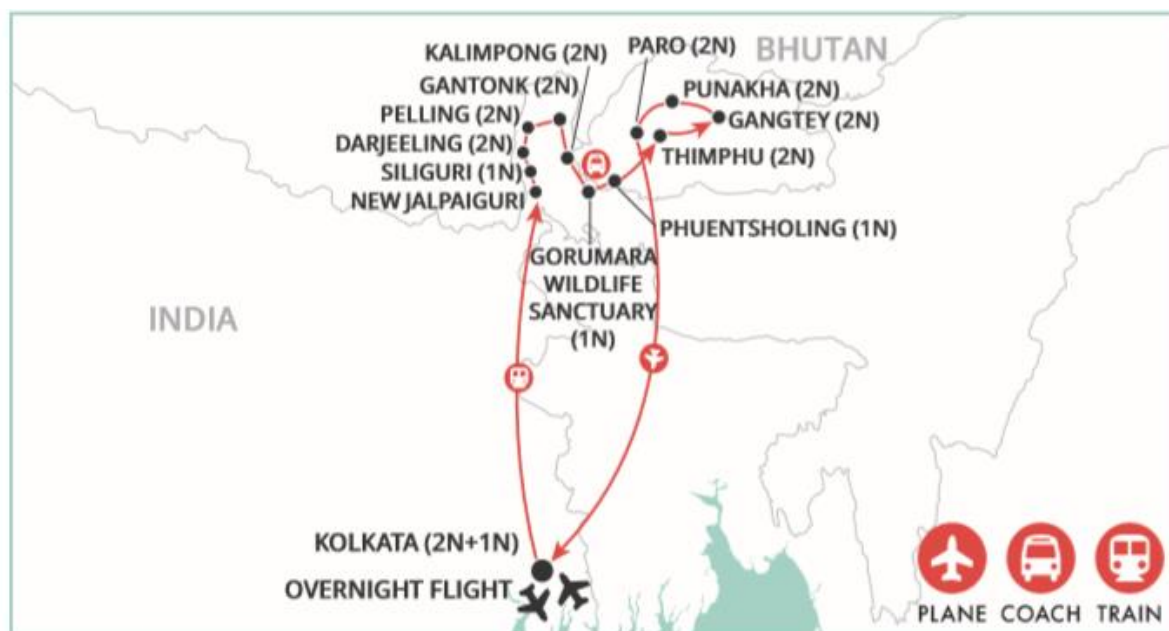 KALIMPONG (2N)
PARO (2N)
BHUTAN
GANTONK (2N)
PUNAKHA (2N)
PELLING (2N)
GANGTEY (2N)
DARJEELING (2N)
THIMPHU (2N)
SILIGURI (1N)
NEW JALPAIGURI
PHUENTSHOLING (1N)
GORUMARA
WILDLIFE
SANCTUARY
(1N)
INDIA
KOLKATA (2N+1N)
OVERNIGHT FLIGHT
PLANE COACH TRAIN